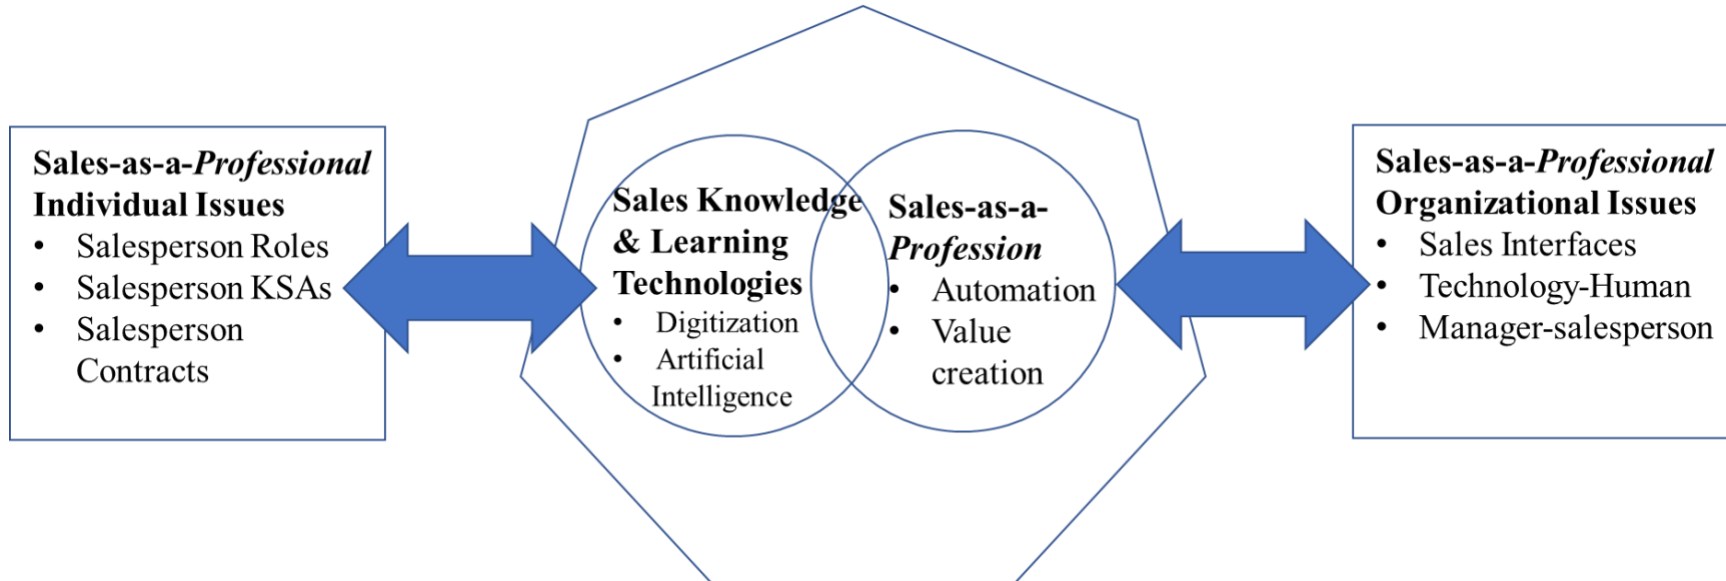 Sales-as-a-Professional
Individual Issues
• Salesperson Roles
• Salesperson KSAs
• Salesperson
Contracts
Sales Knowledge
& Learning
Technologies
• Digitization
• Artificial
Intelligence
Sales-as-a-
Profession
• Automation
• Value
creation
Sales-as-a-Professional
Organizational Issues
• Sales Interfaces
• Technology-Human
• Manager-salesperson